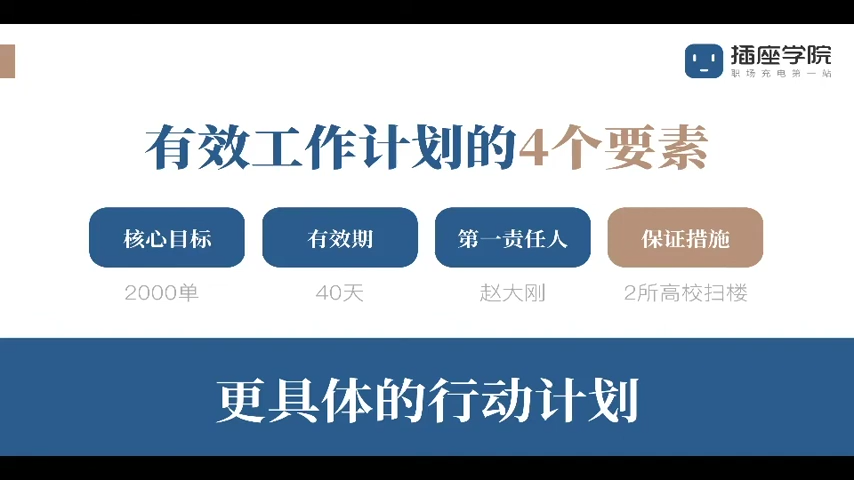 插座学院
职场充电第一站
有效工作计划的4个要素
核心目标 有效期 第一责任人 保证措施
2000单 40天 赵大刚 2所高校扫楼
更具体的行动计划